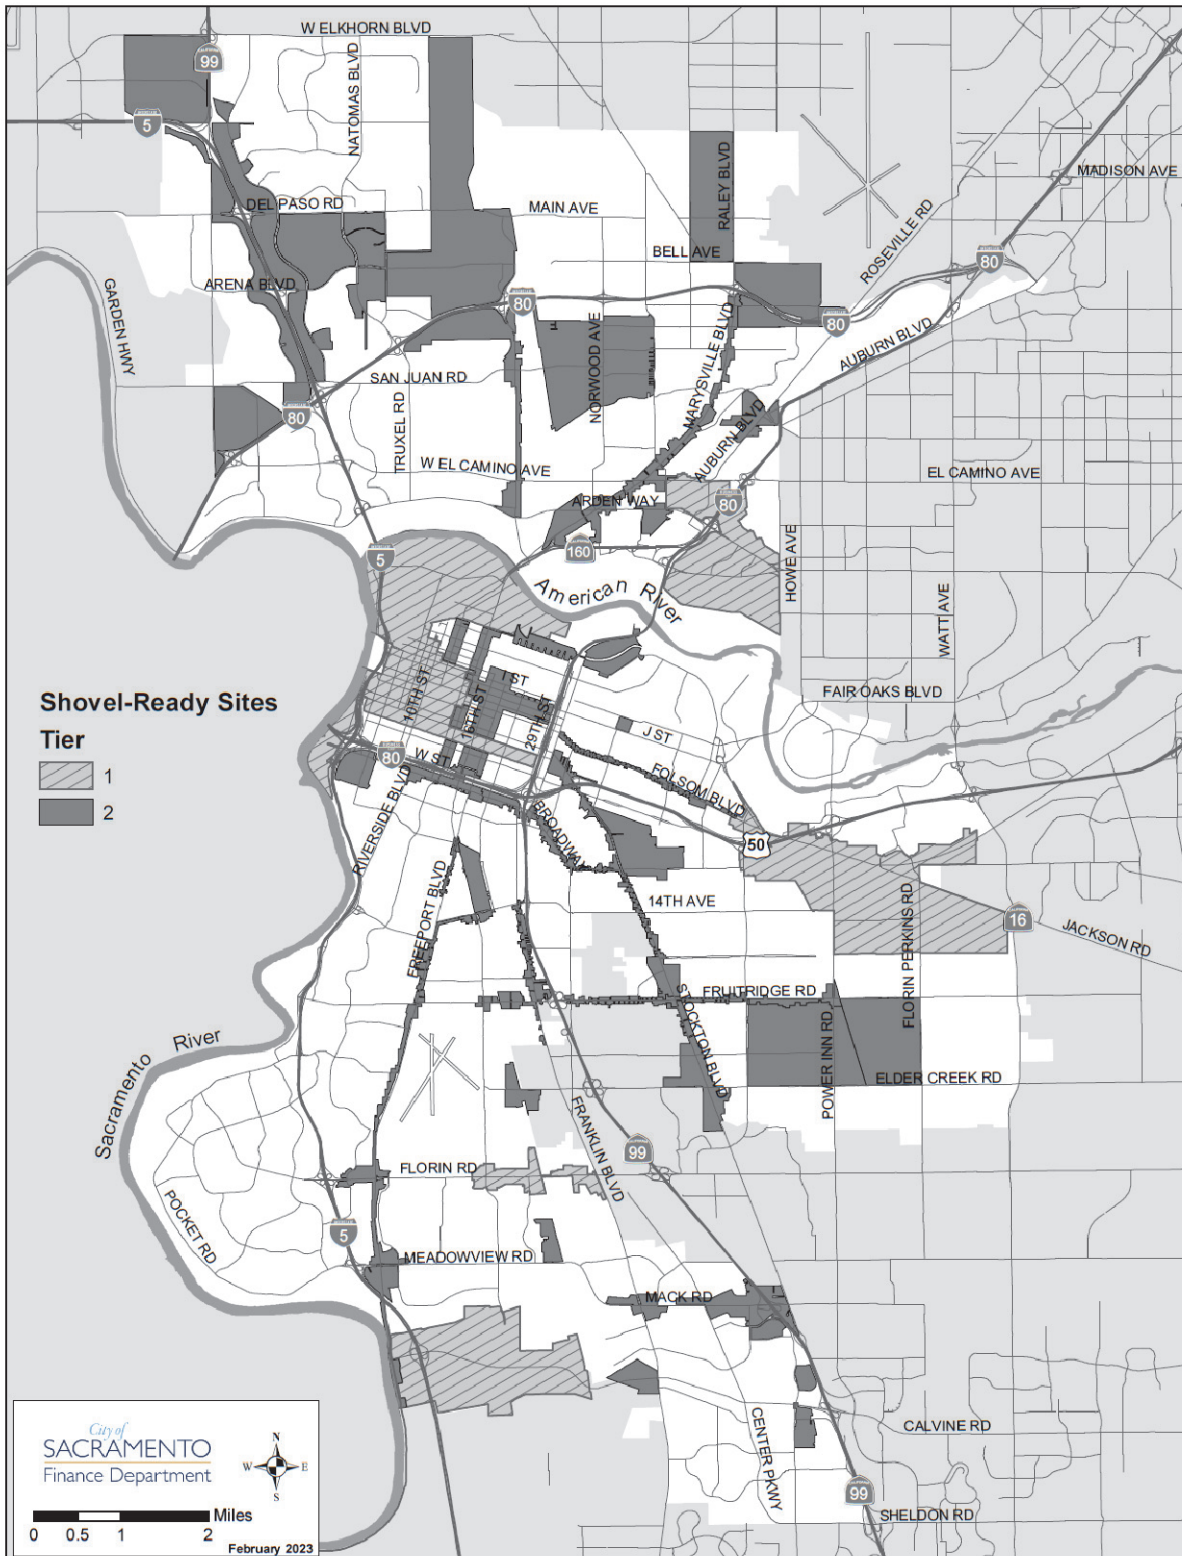 W ELKHORN BLVD
CALIFORNIA
99
NATOMAS BLVD
5
MADISON AVE
RALEY BLVD
DEL PASO RD
MAIN AVE
ROSEVILLE RD
BELL AVE
80
GARDEN HWY
ARENA BLVD
80
80
NORWOOD AVE
MARYSVILLE BLVD
AUBURN BLVD
SAN JUAN RD
80
TRUXEL RD
AUBURN BLVD
W EL CAMINO AVE
EL CAMINO AVE
ARDEN WAY
80
160
5
HOWE AVE
American River
WATT AVE
Shovel-Ready Sites
Tier
1
2
FAIR OAKS BLVD
I ST
10TH ST
16TH ST
29TH ST
J ST
80
W ST
FOLSOM BLVD
RIVERSIDE BLVD
BROADWAY
50
FREEPORT BLVD
14TH AVE
FLORIN PERKINS RD
16
JACKSON RD
FRUITRIDGE RD
STOCKTON BLVD
POWER INN RD
Sacramento River
ELDER CREEK RD
FRANKLIN BLVD
99
FLORIN RD
POCKET RD
5
MEADOWVIEW RD
MACK RD
CENTER PKWY
CALVINE RD
99
SHELDON RD
City of
SACRAMENTO
Finance Department
N
W E
S
Miles
0 0.5 1 2
February 2023